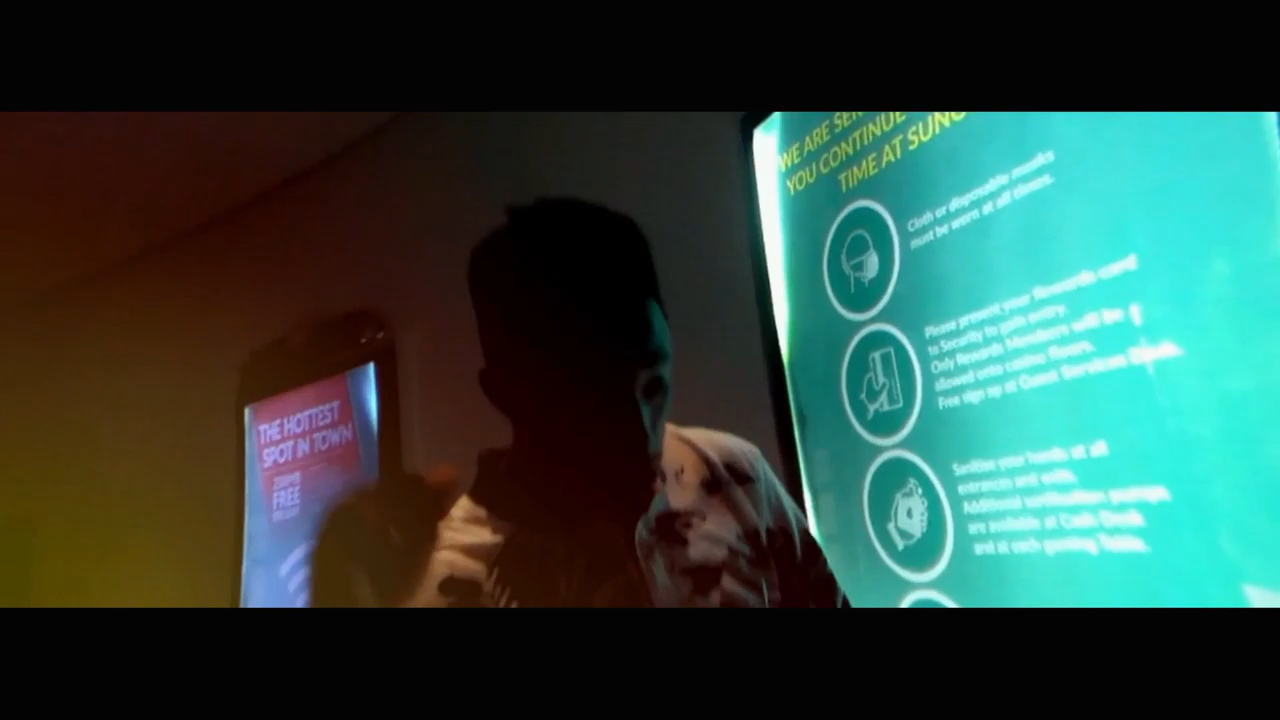 THE HOTTEST
SPOT IN TOWN
FREE
WE ARE
YOU CONTINUE
TIME AT
Cloth or disposable masks
must be worn at all times.
Please present your Rewards card
to Security to gain entry.
Only Rewards Members will be
allowed onto casino floors.
Free sign up at Guest Services Desk.
Sanitise your hands at all
entrances and exits.
Additional sanitisation pumps
are available at Cash Desk
and at each gaming Table.